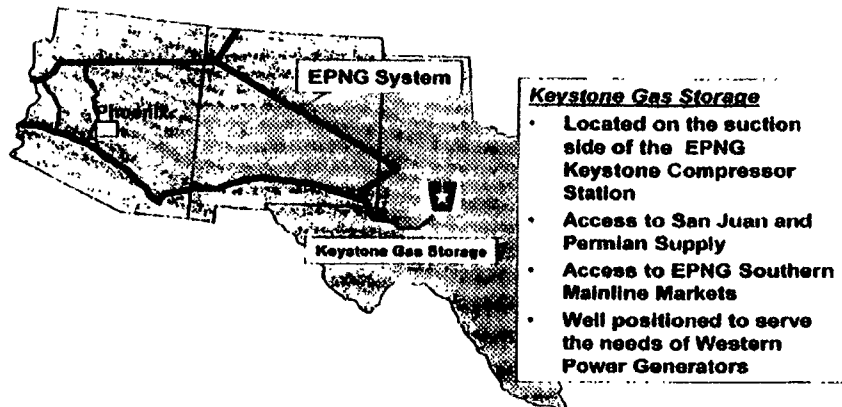 EPNG System
Phoenix
Keystone Gas Storage
Keystone Gas Storage
• Located on the suction
side of the EPNG
Keystone Compressor
Station
• Access to San Juan and
Permian Supply
• Access to EPNG Southern
Mainline Markets
• Well positioned to serve
the needs of Western
Power Generators